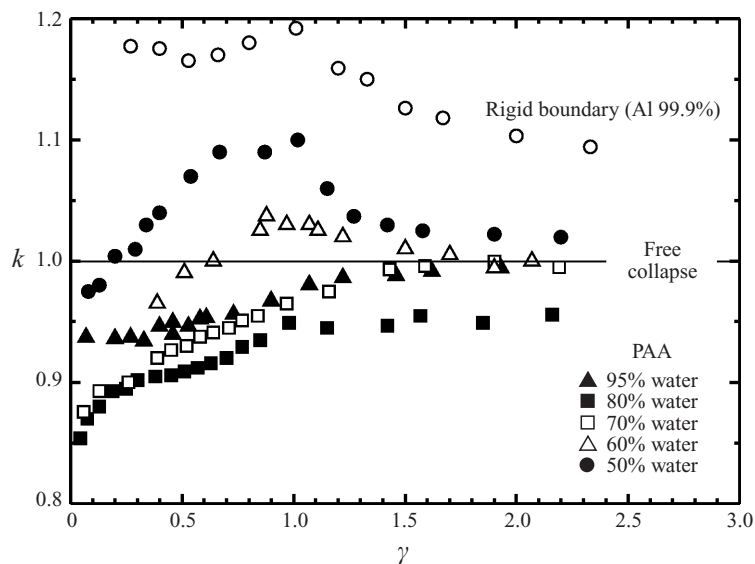 1.2
Rigid boundary (Al 99.9%)
1.1
k
1.0
Free
collapse
0.9
PAA
95% water
80% water
70% water
60% water
50% water
0.8
0
0.5
1.0
1.5
2.0
2.5
3.0
γ